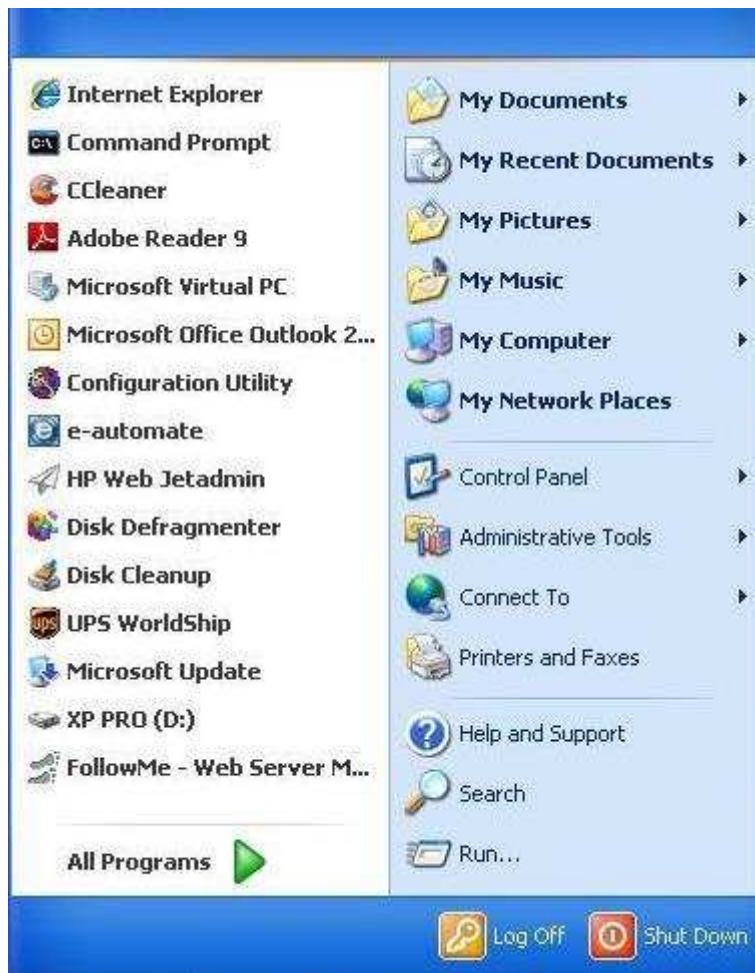 Internet Explorer
Command Prompt
CCleaner
Adobe Reader 9
Microsoft Virtual PC
Microsoft Office Outlook 2...
Configuration Utility
e-automate
HP Web Jetadmin
Disk Defragmenter
Disk Cleanup
UPS WorldShip
Microsoft Update
XP PRO (D:)
FollowMe - Web Server M...
All Programs
My Documents
My Recent Documents
My Pictures
My Music
My Computer
My Network Places
Control Panel
Administrative Tools
Connect To
Printers and Faxes
Help and Support
Search
Run...
Log Off
Shut Down